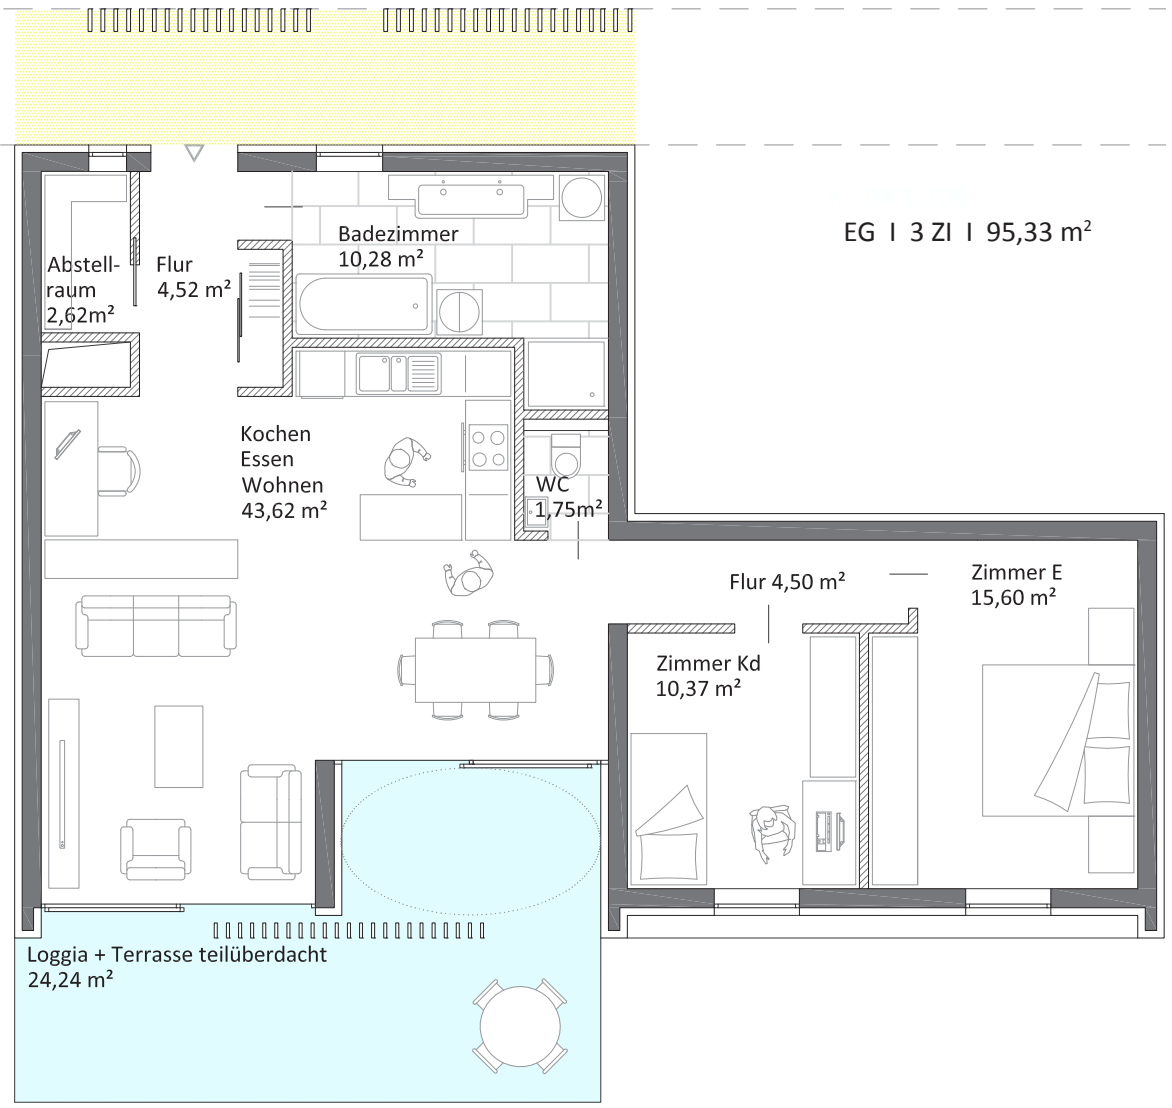 EG I 3 ZI I 95,33 m²
Badezimmer
10,28 m²
Abstell-
raum
2,62m²
Flur
4,52 m²
Kochen
Essen
Wohnen
43,62 m²
WC
1,75m²
Flur 4,50 m²
Zimmer E
15,60 m²
Zimmer Kd
10,37 m²
Loggia + Terrasse teilüberdacht
24,24 m²